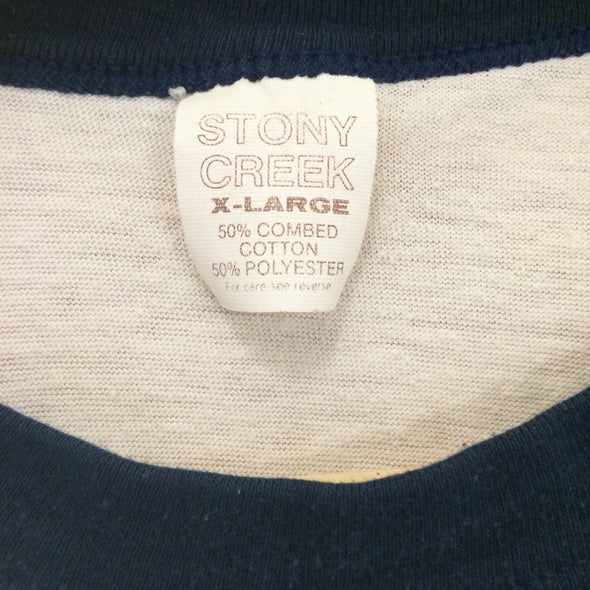 STONY
CREEK
X-LARGE
50% COMBED
COTTON
50% POLYESTER
For care see reverse